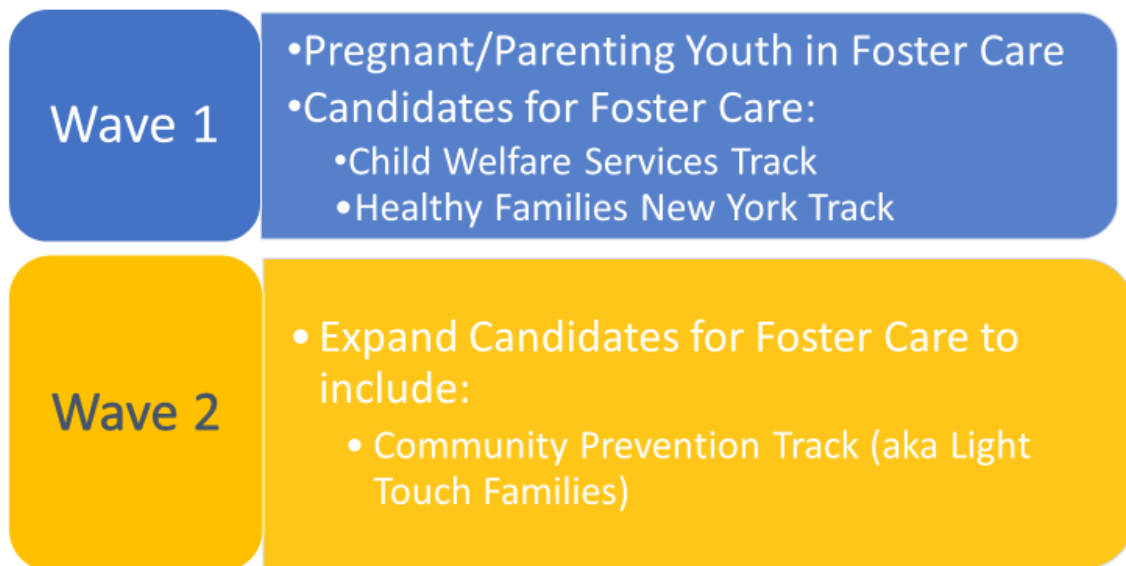 Wave 1
•Pregnant/Parenting Youth in Foster Care
•Candidates for Foster Care:
•Child Welfare Services Track
•Healthy Families New York Track
Wave 2
• Expand Candidates for Foster Care to
include:
• Community Prevention Track (aka Light
Touch Families)